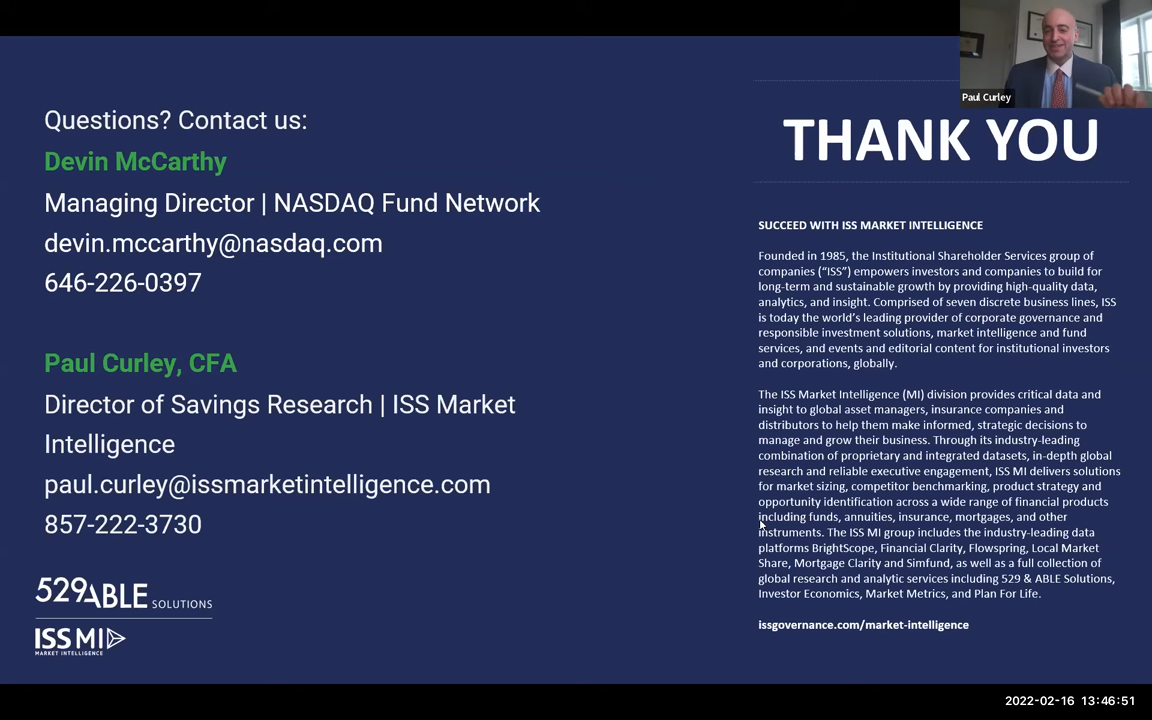 Paul Curley
Questions? Contact us:
Devin McCarthy
Managing Director | NASDAQ Fund Network
devin.mccarthy@nasdaq.com
646-226-0397
Paul Curley, CFA
Director of Savings Research | ISS Market
Intelligence
paul.curley@issmarketintelligence.com
857-222-3730
529ABLE SOLUTIONS
ISS MI
MARKET INTELLIGENCE
THANK YOU
SUCCEED WITH ISS MARKET INTELLIGENCE
Founded in 1985, the Institutional Shareholder Services group of
companies (“ISS”) empowers investors and companies to build for
long-term and sustainable growth by providing high-quality data,
analytics, and insight. Comprised of seven discrete business lines, ISS
is today the world’s leading provider of corporate governance and
responsible investment solutions, market intelligence and fund
services, and events and editorial content for institutional investors
and corporations, globally.
The ISS Market Intelligence (MI) division provides critical data and
insight to global asset managers, insurance companies and
distributors to help them make informed, strategic decisions to
manage and grow their business. Through its industry-leading
combination of proprietary and integrated datasets, in-depth global
research and reliable executive engagement, ISS MI delivers solutions
for market sizing, competitor benchmarking, product strategy and
opportunity identification across a wide range of financial products
including funds, annuities, insurance, mortgages, and other
instruments. The ISS MI group includes the industry-leading data
platforms BrightScope, Financial Clarity, Flowspring, Local Market
Share, Mortgage Clarity and Simfund, as well as a full collection of
global research and analytic services including 529 & ABLE Solutions,
Investor Economics, Market Metrics, and Plan For Life.
issgovernance.com/market-intelligence
2022-02-16 13:46:51